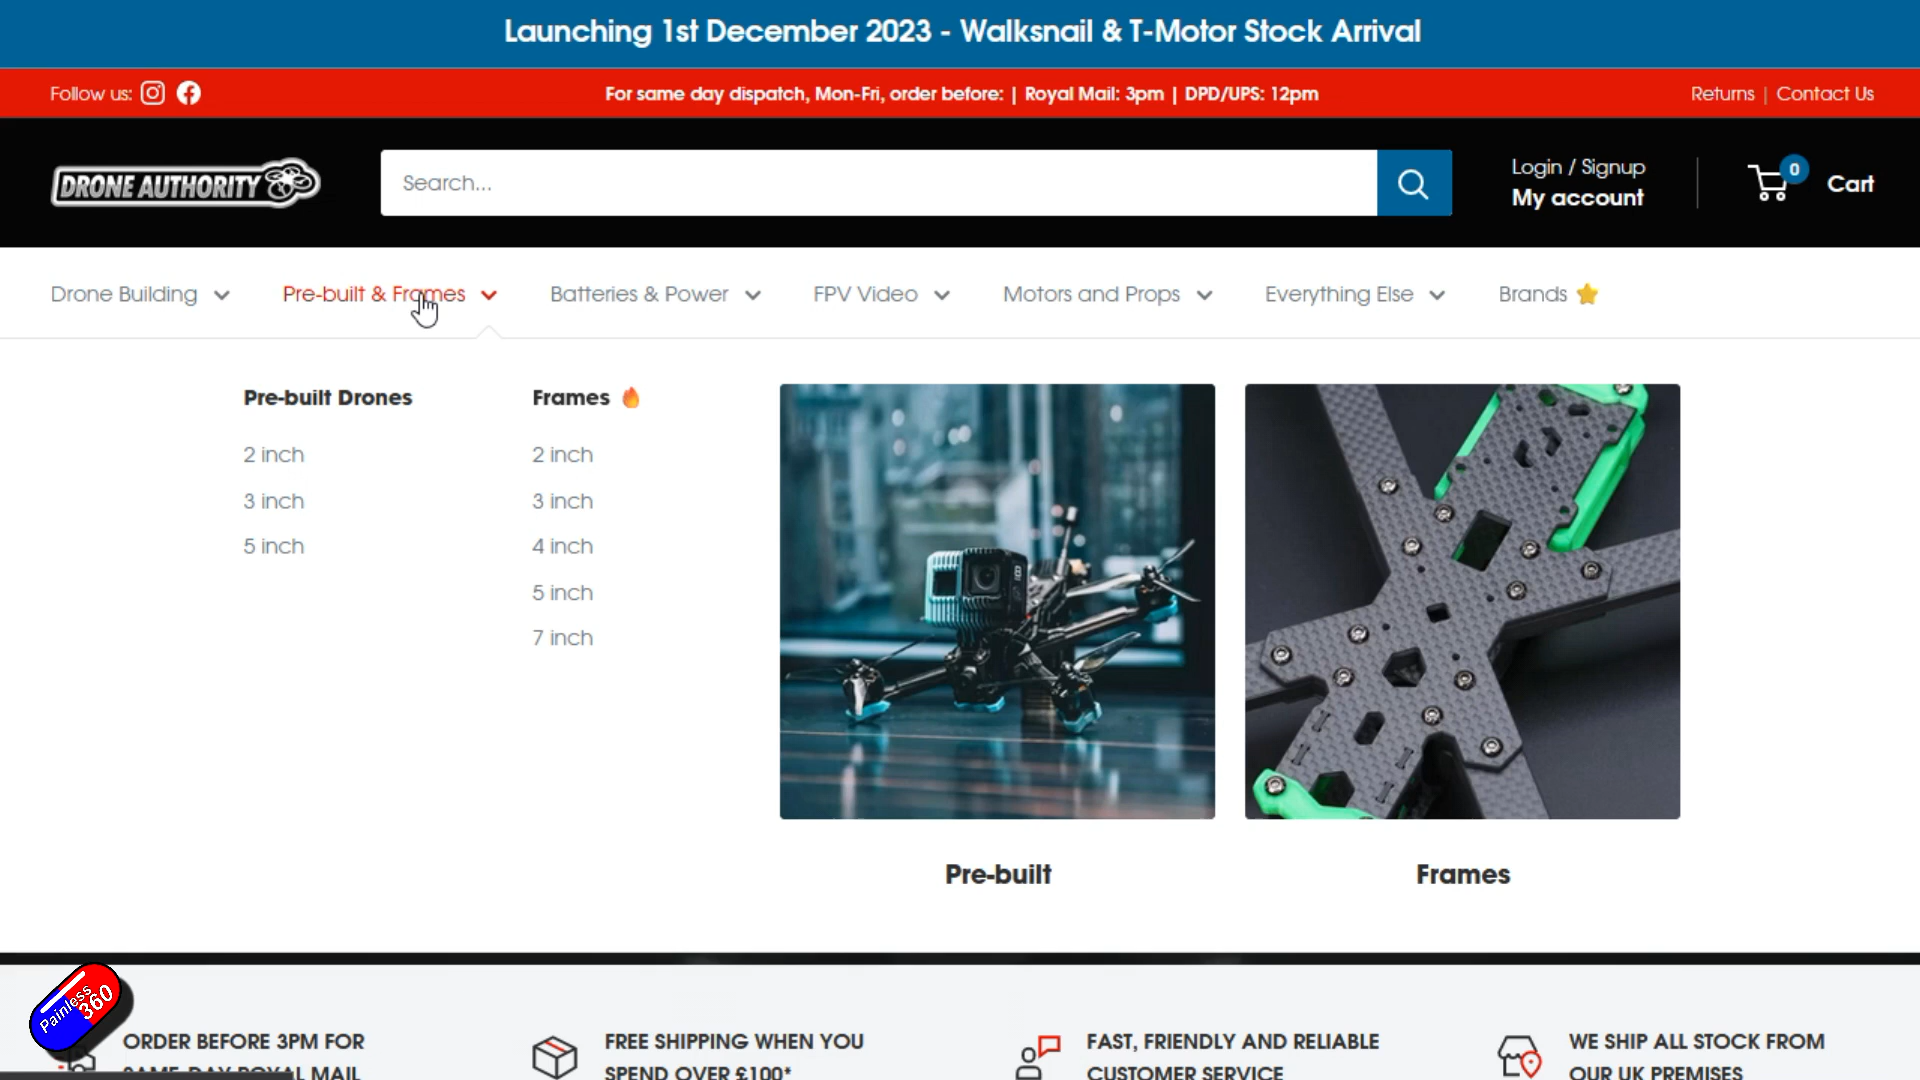 Launching 1st December 2023 - Walksnail & T-Motor Stock Arrival
Follow us:
For same day dispatch, Mon-Fri, order before: | Royal Mail: 3pm | DPD/UPS: 12pm
Returns | Contact Us
DRONE AUTHORITY
Search...
Login / Signup
My account
0
Cart
Drone Building
Pre-built & Frames
Batteries & Power
FPV Video
Motors and Props
Everything Else
Brands
Pre-built Drones
2 inch
3 inch
5 inch
Frames
2 inch
3 inch
4 inch
5 inch
7 inch
Pre-built
Frames
Painless
360
ORDER BEFORE 3PM FOR
SAME-DAY ROYAL MAIL
FREE SHIPPING WHEN YOU
SPEND OVER £100*
FAST, FRIENDLY AND RELIABLE
CUSTOMER SERVICE
WE SHIP ALL STOCK FROM
OUR UK PREMISES